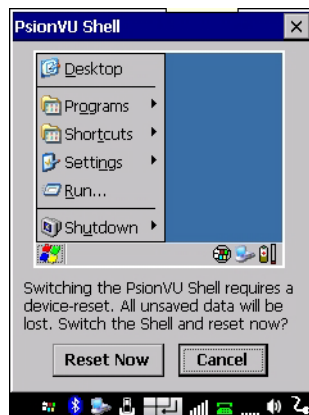 PsionVU Shell
Desktop
Programs
Shortcuts
Settings
Run...
Shutdown
Switching the PsionVU Shell requires a
device-reset. All unsaved data will be
lost. Switch the Shell and reset now?
Reset Now
Cancel